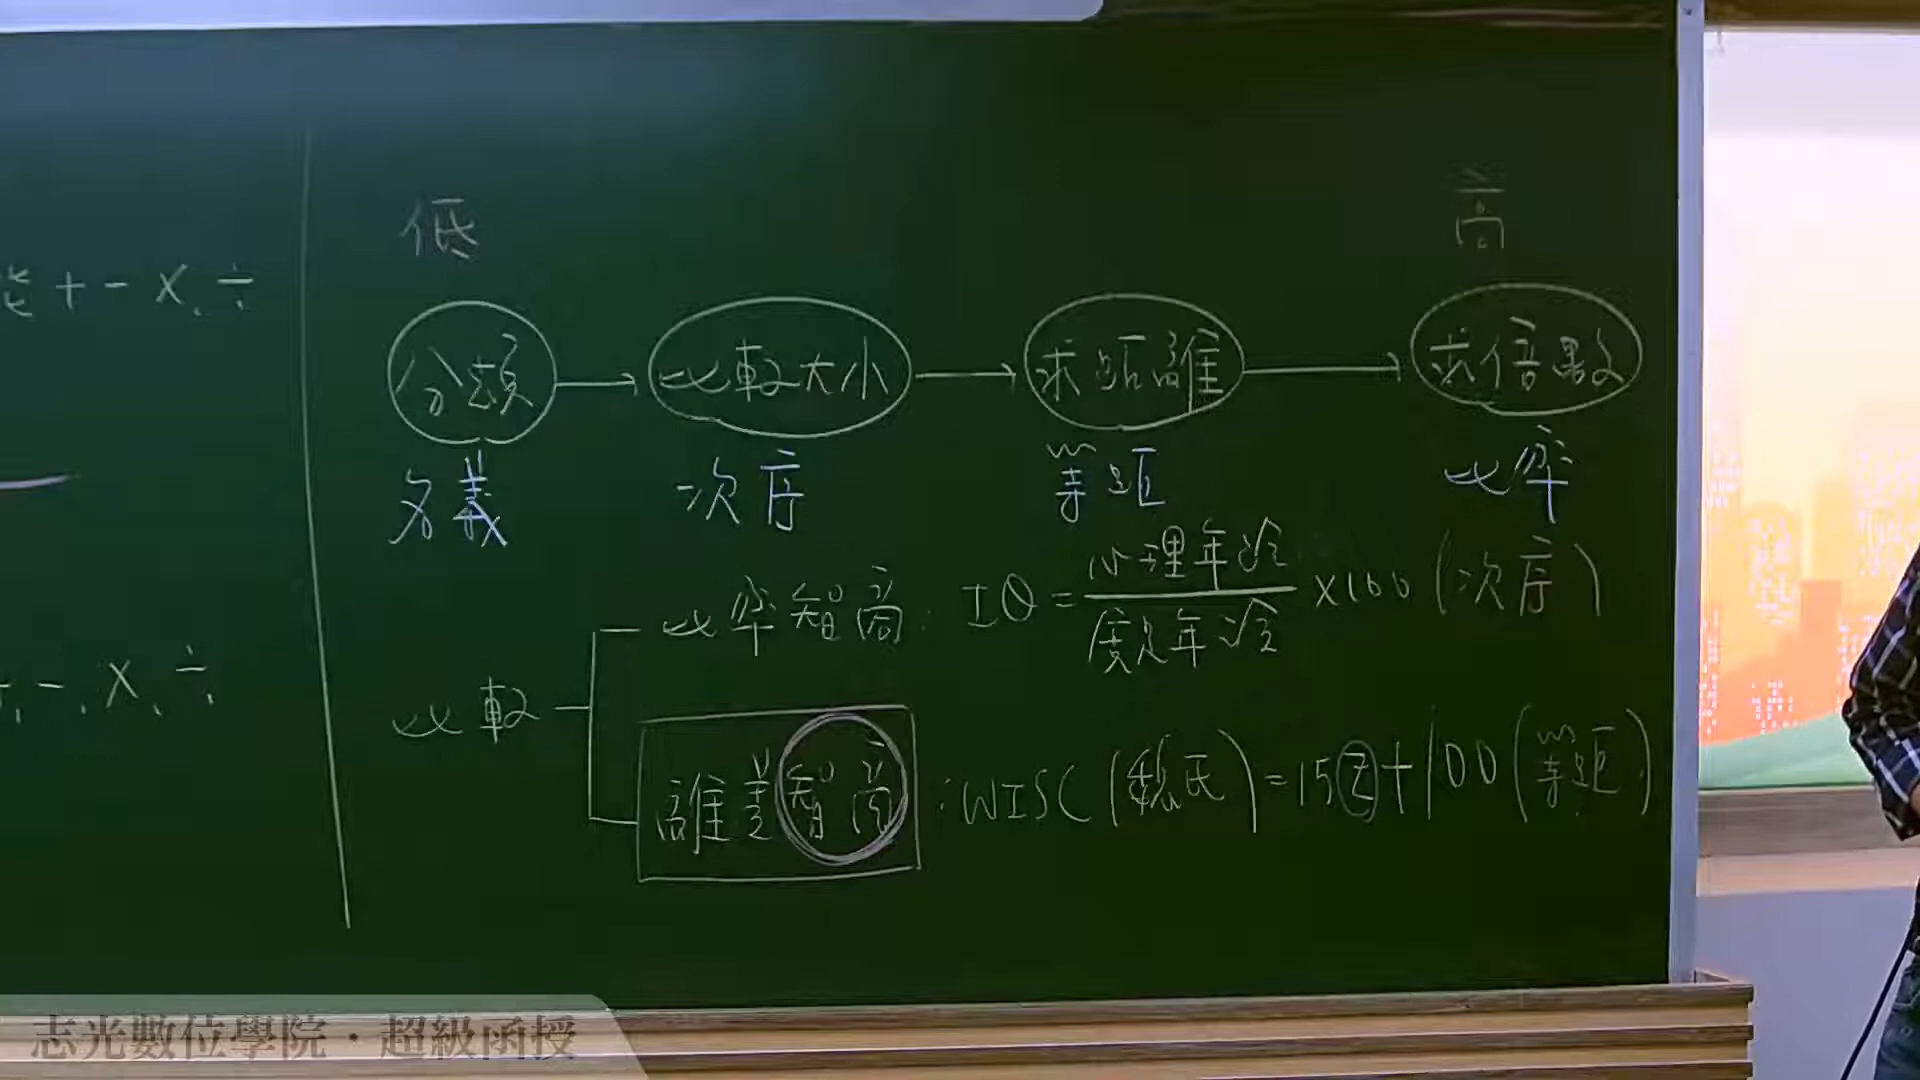 低 高
能 + - × ÷
分類 → 比較大小 → 求距離 → 求倍數
名義 次序 等距 比率
比率智商：IQ = 心理年齡 / 實足年齡 ×100 (次序)
+ - × ÷
比較
離差智商：WISC (魏氏) = 15Z + 100 (等距)
志光數位學院・超級函授